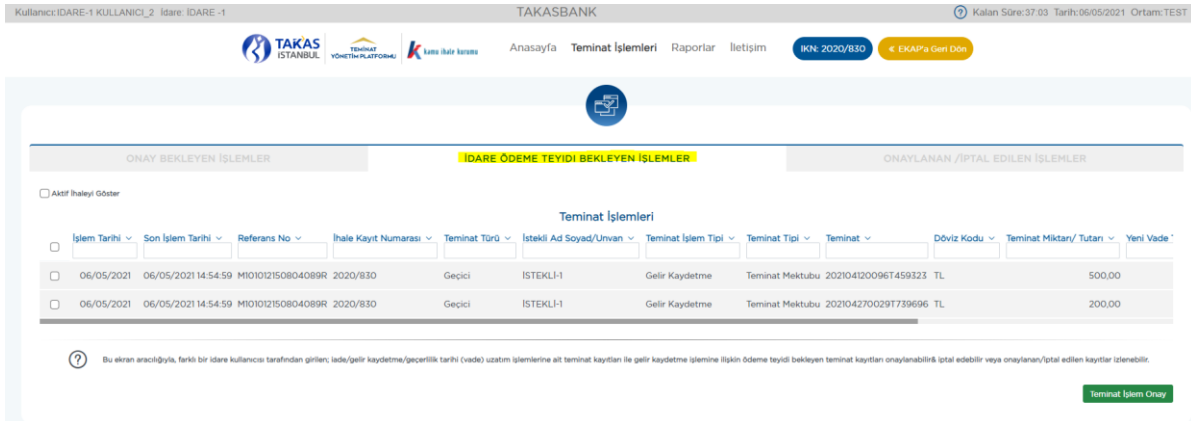 Kullanıcı:İDARE-1 KULLANICI_2 İdare: İDARE -1 TAKASBANK Kalan Süre:37:03 Tarih:06/05/2021 Ortam:TEST
TAKAS İSTANBUL TEMİNAT YÖNETİM PLATFORMU kamu ihale kurumu Anasayfa Teminat İşlemleri Raporlar İletişim IKN: 2020/830 « EKAP'a Geri Dön
ONAY BEKLEYEN İŞLEMLER İDARE ÖDEME TEYIDI BEKLEYEN İŞLEMLER ONAYLANAN /İPTAL EDILEN İŞLEMLER
Aktif İhaleyi Göster
Teminat İşlemleri
İşlem Tarihi Son İşlem Tarihi Referans No İhale Kayıt Numarası Teminat Türü İstekli Ad Soyad/Unvan Teminat İşlem Tipi Teminat Tipi Teminat Döviz Kodu Teminat Miktarı/ Tutarı Yeni Vade
06/05/2021 06/05/2021 14:54:59 M101012150804089R 2020/830 Geçici İSTEKLİ-1 Gelir Kaydetme Teminat Mektubu 202104120096T459323 TL 500,00
06/05/2021 06/05/2021 14:54:59 M101012150804089R 2020/830 Geçici İSTEKLİ-1 Gelir Kaydetme Teminat Mektubu 202104270029T739696 TL 200,00
Bu ekran aracılığıyla, farklı bir idare kullanıcısı tarafından girilen; iade/gelir kaydetme/geçerlilik tarihi (vade) uzatım işlemlerine ait teminat kayıtları ile gelir kaydetme işlemine ilişkin ödeme teyidi bekleyen teminat kayıtları onaylanabilir& iptal edebilir veya onaylanan/iptal edilen kayıtlar izlenebilir.
Teminat İşlem Onay